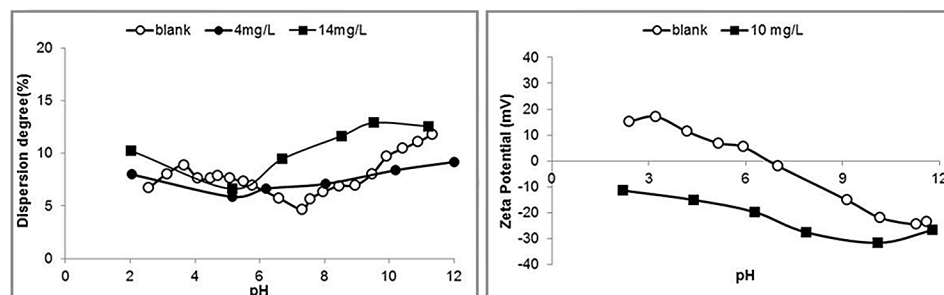 blank 4mg/L 14mg/L
20
15
10
5
0
Dispersion degree(%)
0 2 4 6 8 10 12
pH
blank 10 mg/L
40
30
20
10
0
-10
-20
-30
-40
Zeta Potential (mV)
0 3 6 9 12
pH